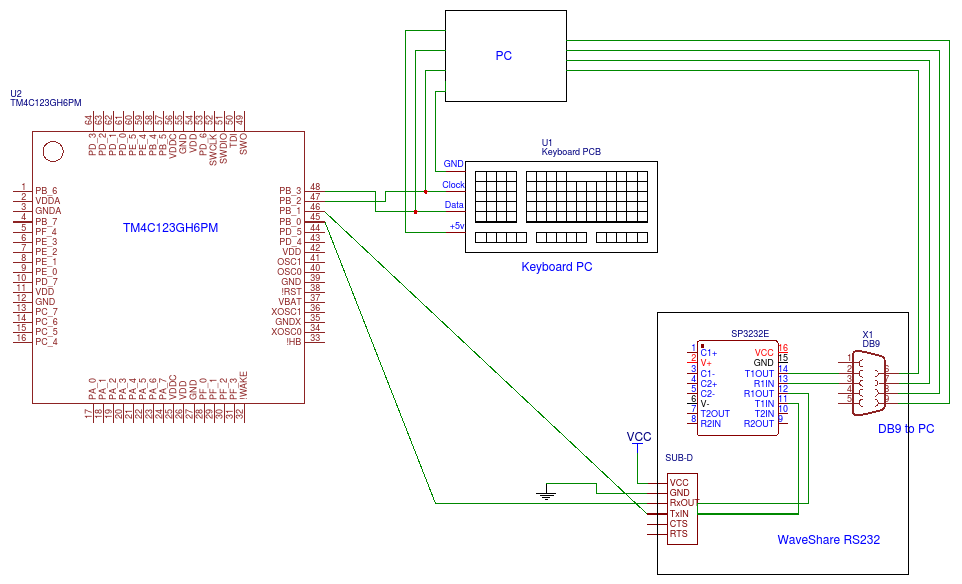 PC
U2
TM4C123GH6PM
64 63 62 61 60 59 58 57 56 55 54 53 52 51 50 49
PD_3 PD_2 PD_1 PD_0 PE_5 PE_4 PB_4 PB_5 VDDC GND VDD PD_6 SWCLK SWDIO TDI SWO
U1
Keyboard PCB
GND
Clock
Data
+5v
Keyboard PC
TM4C123GH6PM
1 PB_6
2 VDDA
3 GNDA
4 PB_7
5 PF_4
6 PE_3
7 PE_2
8 PE_1
9 PE_0
10 PD_7
11 VDD
12 GND
13 PC_7
14 PC_6
15 PC_5
16 PC_4
PB_3 48
PB_2 47
PB_1 46
PB_0 45
PD_5 44
PD_4 43
VDD 42
OSC1 41
OSC0 40
GND 39
!RST 38
VBAT 37
XOSC1 36
GNDX 35
XOSC0 34
!HB 33
PA_0 PA_1 PA_2 PA_3 PA_4 PA_5 PA_6 PA_7 VDDC VDD GND PF_0 PF_1 PF_2 PF_3 !WAKE
17 18 19 20 21 22 23 24 25 26 27 28 29 30 31 32
SP3232E
1 C1+
2 V+
3 C1-
4 C2+
5 C2-
6 V-
7 T2OUT
8 R2IN
VCC 16
GND 15
T1OUT 14
R1IN 13
R1OUT 12
T1IN 11
T2IN 10
R2OUT 9
X1
DB9
1
2
3
4
5
6
7
8
9
DB9 to PC
VCC
SUB-D
VCC
GND
RxOUT
TxIN
CTS
RTS
WaveShare RS232